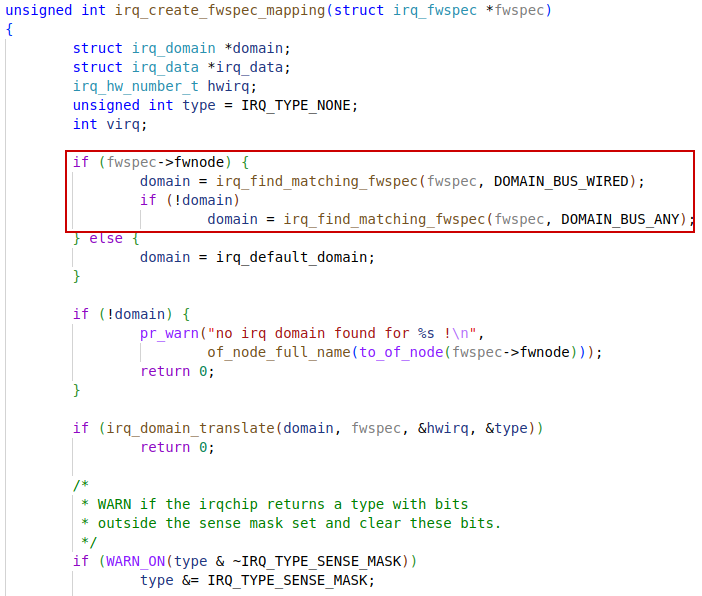 unsigned int irq_create_fwspec_mapping(struct irq_fwspec *fwspec)
{
        struct irq_domain *domain;
        struct irq_data *irq_data;
        irq_hw_number_t hwirq;
        unsigned int type = IRQ_TYPE_NONE;
        int virq;

        if (fwspec->fwnode) {
                domain = irq_find_matching_fwspec(fwspec, DOMAIN_BUS_WIRED);
                if (!domain)
                        domain = irq_find_matching_fwspec(fwspec, DOMAIN_BUS_ANY);
        } else {
                domain = irq_default_domain;
        }

        if (!domain) {
                pr_warn("no irq domain found for %s !\n",
                        of_node_full_name(to_of_node(fwspec->fwnode)));
                return 0;
        }

        if (irq_domain_translate(domain, fwspec, &hwirq, &type))
                return 0;

        /*
         * WARN if the irqchip returns a type with bits
         * outside the sense mask set and clear these bits.
         */
        if (WARN_ON(type & ~IRQ_TYPE_SENSE_MASK))
                type &= IRQ_TYPE_SENSE_MASK;